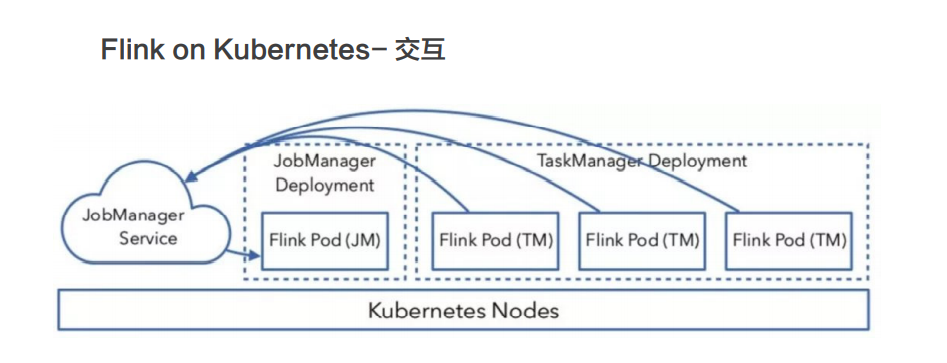 Flink on Kubernetes– 交互
JobManager
Deployment
TaskManager Deployment
JobManager
Service
Flink Pod (JM)
Flink Pod (TM)
Flink Pod (TM)
Flink Pod (TM)
Kubernetes Nodes